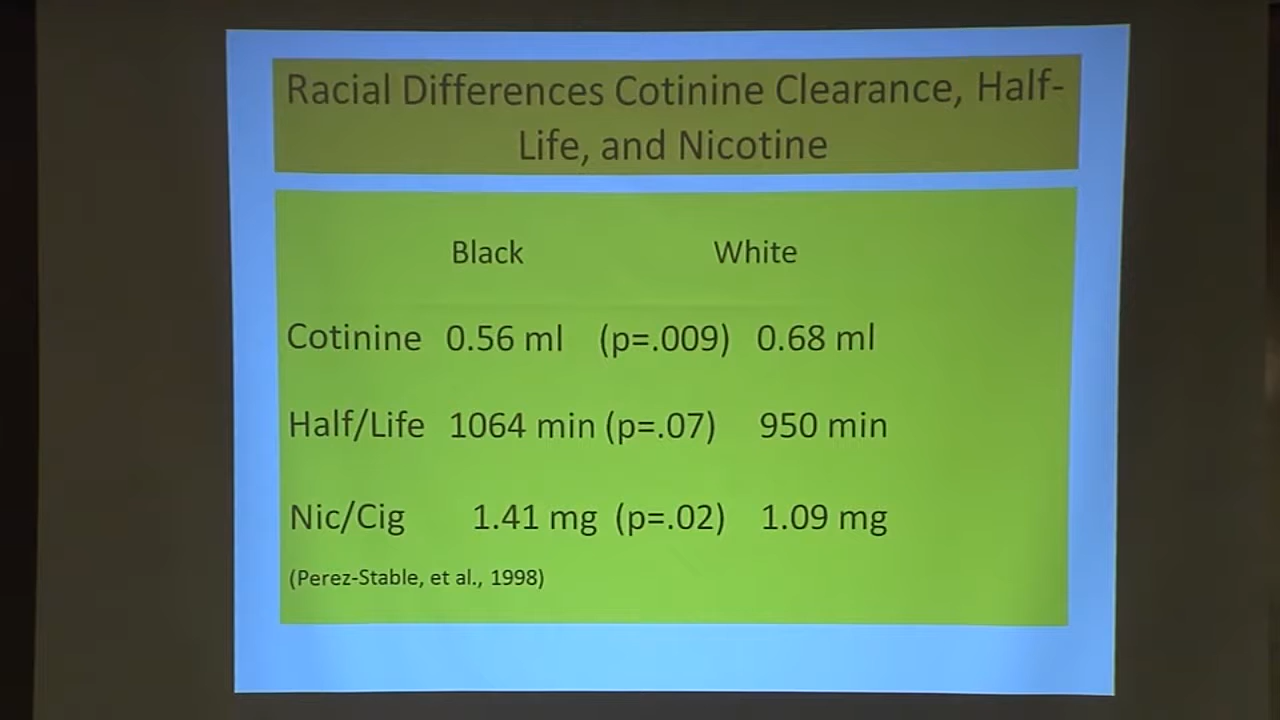 Racial Differences Cotinine Clearance, Half-
Life, and Nicotine
Black White
Cotinine 0.56 ml (p=.009) 0.68 ml
Half/Life 1064 min (p=.07) 950 min
Nic/Cig 1.41 mg (p=.02) 1.09 mg
(Perez-Stable, et al., 1998)